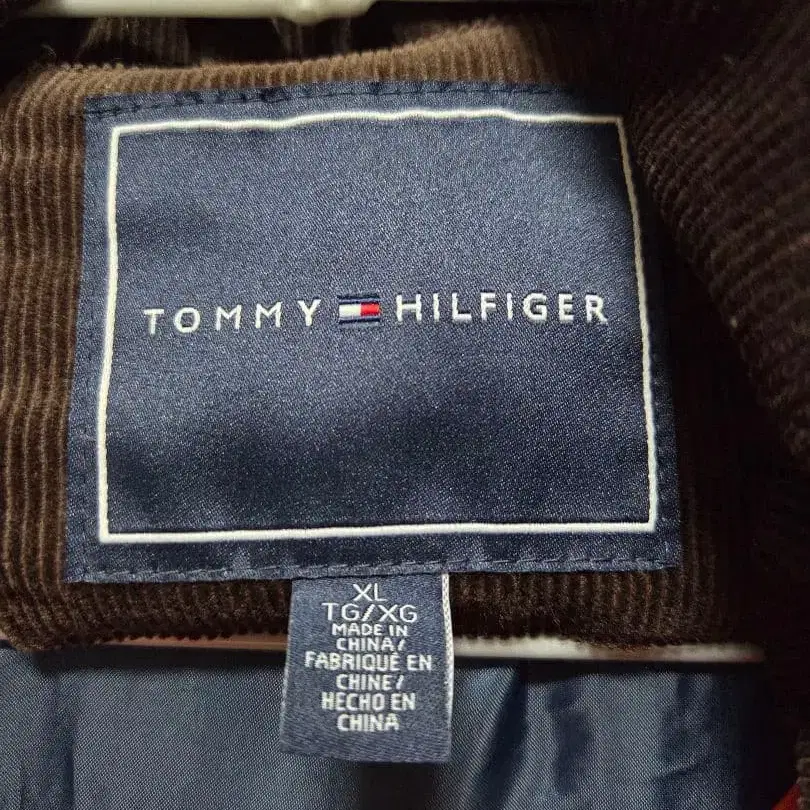 TOMMY HILFIGER
XL
TG/XG
MADE IN
CHINA/
FABRIQUÉ EN
CHINE/
HECHO EN
CHINA